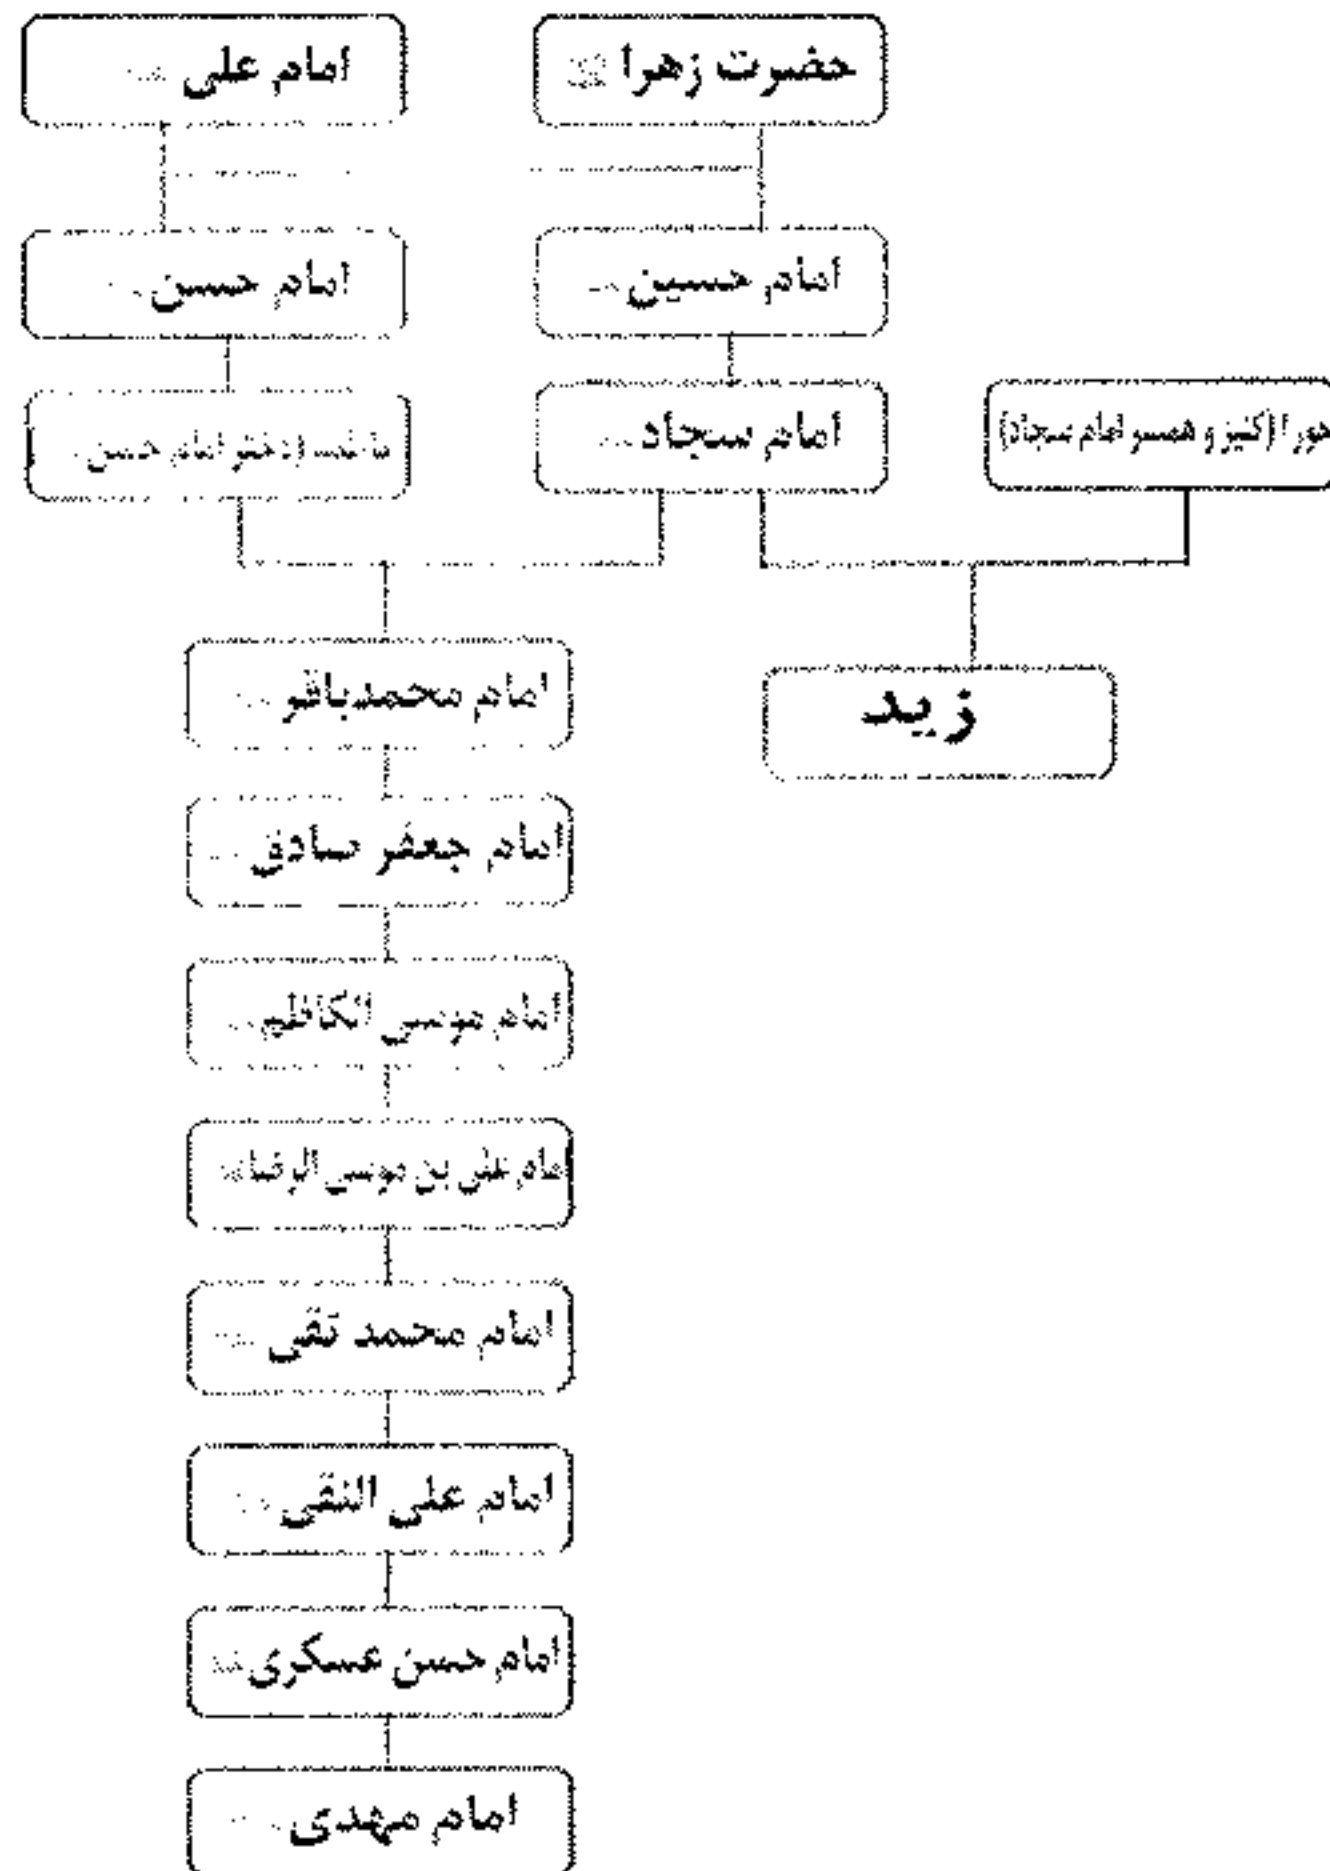 حضرت زهرا
امام علی
امام حسین
امام حسن
حورا (کنیز و همسر امام سجاد)
امام سجاد
فاطمه (دختر امام حسن
امام محمدباقر
زید
امام جعفر صادق
امام موسی الکاظم
امام علی بن موسی الرضا
امام محمد تقی
امام علی النقی
امام حسن عسکری
امام مهدی